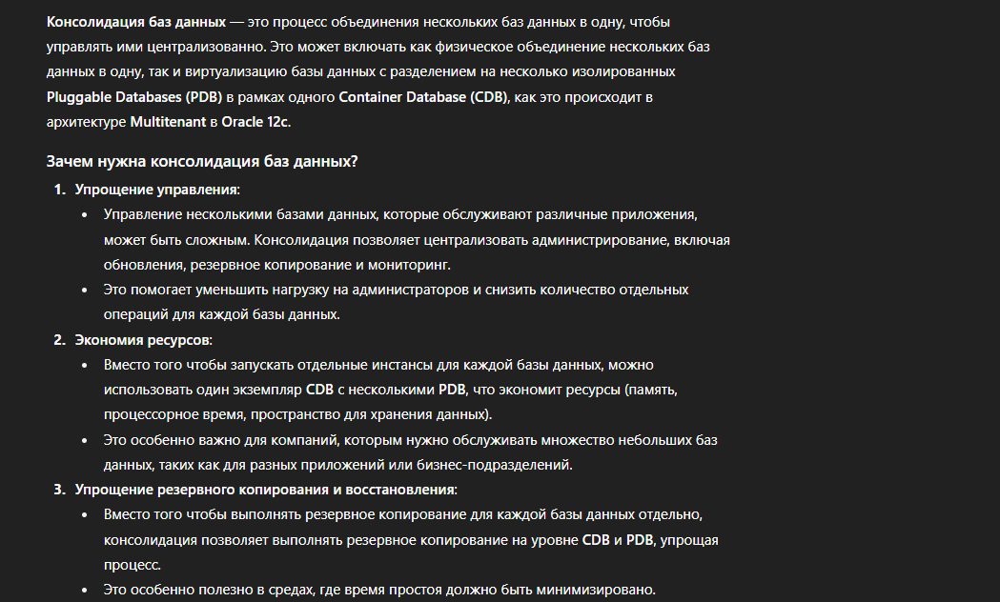 Консолидация баз данных — это процесс объединения нескольких баз данных в одну, чтобы
управлять ими централизованно. Это может включать как физическое объединение нескольких баз
данных в одну, так и виртуализацию базы данных с разделением на несколько изолированных
Pluggable Databases (PDB) в рамках одного Container Database (CDB), как это происходит в
архитектуре Multitenant в Oracle 12c.
Зачем нужна консолидация баз данных?
1. Упрощение управления:
• Управление несколькими базами данных, которые обслуживают различные приложения,
может быть сложным. Консолидация позволяет централизовать администрирование, включая
обновления, резервное копирование и мониторинг.
• Это помогает уменьшить нагрузку на администраторов и снизить количество отдельных
операций для каждой базы данных.
2. Экономия ресурсов:
• Вместо того чтобы запускать отдельные инстансы для каждой базы данных, можно
использовать один экземпляр CDB с несколькими PDB, что экономит ресурсы (память,
процессорное время, пространство для хранения данных).
• Это особенно важно для компаний, которым нужно обслуживать множество небольших баз
данных, таких как для разных приложений или бизнес-подразделений.
3. Упрощение резервного копирования и восстановления:
• Вместо того чтобы выполнять резервное копирование для каждой базы данных отдельно,
консолидация позволяет выполнять резервное копирование на уровне CDB и PDB, упрощая
процесс.
• Это особенно полезно в средах, где время простоя должно быть минимизировано.